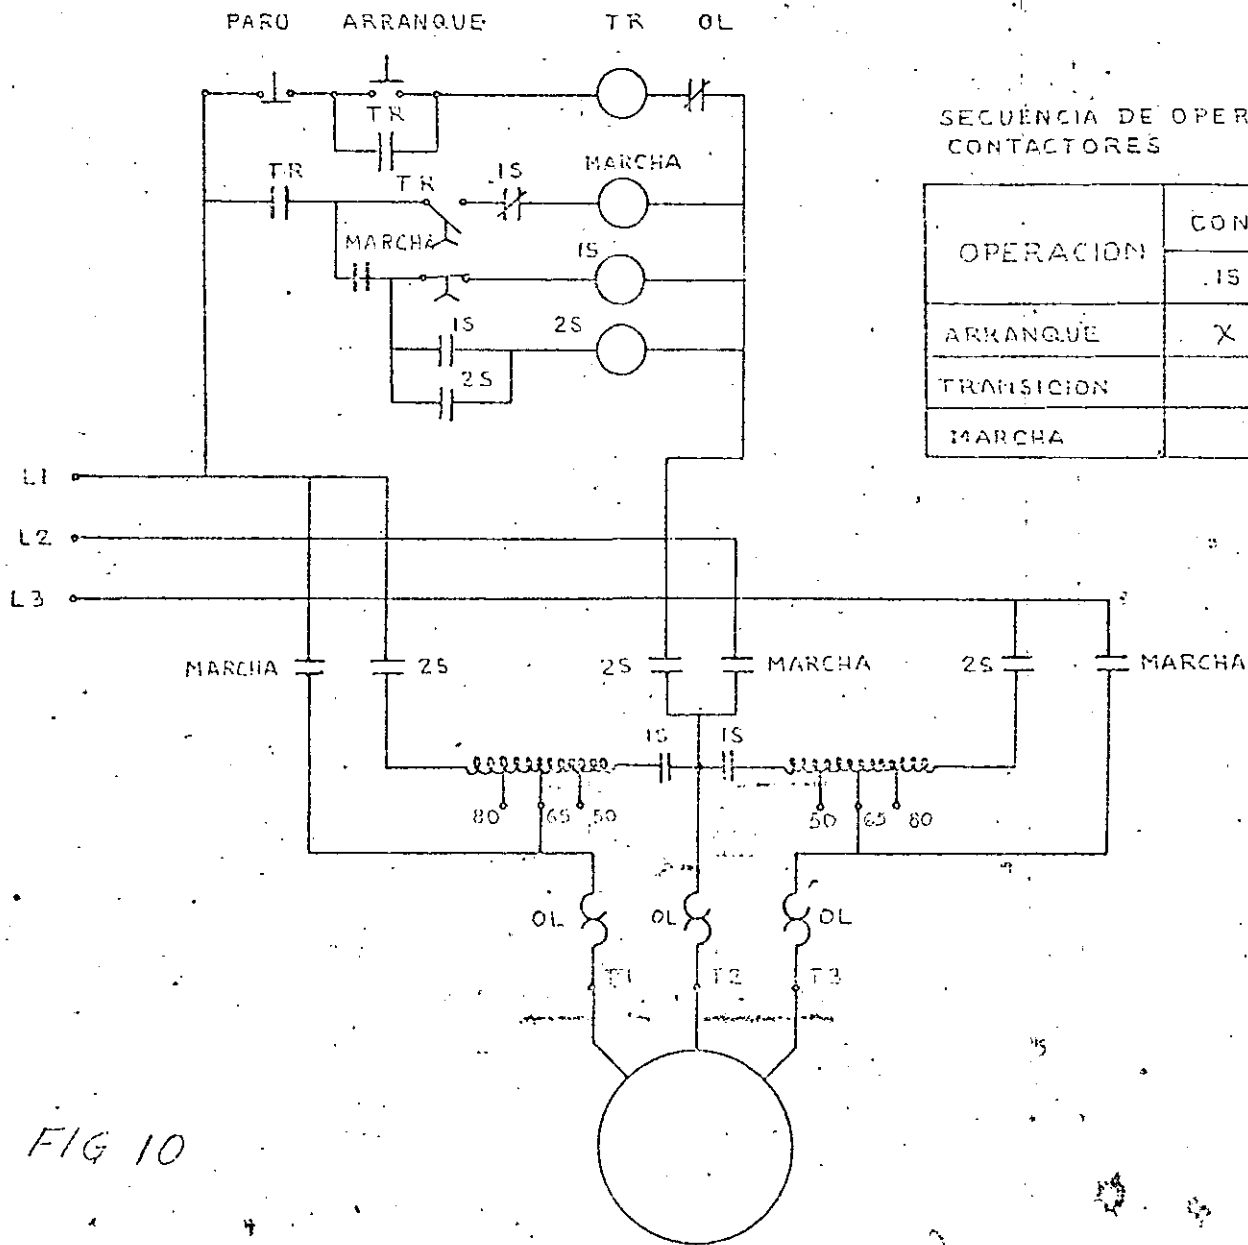 PARO ARRANQUE TR OL
TR
TR TR 1S MARCHA
MARCHA 1S
1S 2S
2S
SECUENCIA DE OPER
CONTACTORES
OPERACION CON
1S
ARRANQUE X
TRANSICION
MARCHA
L1
L2
L3
MARCHA 2S 2S MARCHA 2S MARCHA
1S 1S
80 65 50 50 65 80
OL OL OL
T1 T2 T3
FIG 10